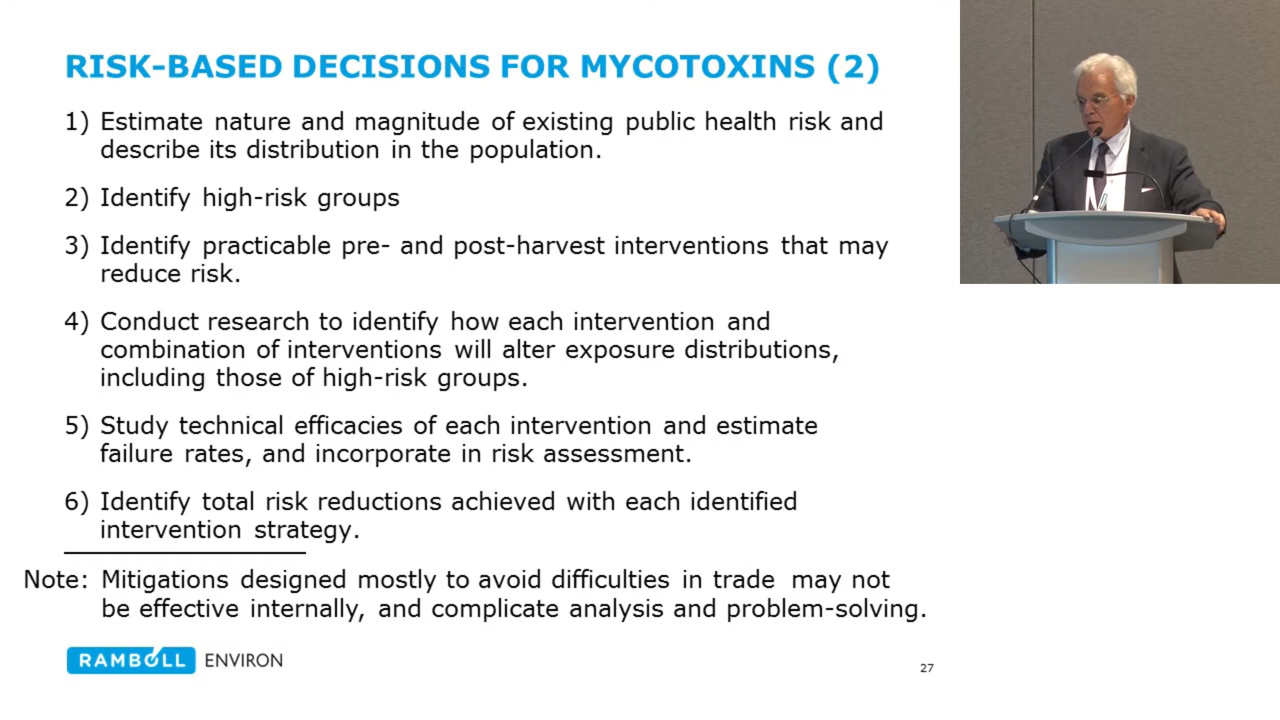 RISK-BASED DECISIONS FOR MYCOTOXINS (2)
1) Estimate nature and magnitude of existing public health risk and
describe its distribution in the population.
2) Identify high-risk groups
3) Identify practicable pre- and post-harvest interventions that may
reduce risk.
4) Conduct research to identify how each intervention and
combination of interventions will alter exposure distributions,
including those of high-risk groups.
5) Study technical efficacies of each intervention and estimate
failure rates, and incorporate in risk assessment.
6) Identify total risk reductions achieved with each identified
intervention strategy.
Note: Mitigations designed mostly to avoid difficulties in trade may not
be effective internally, and complicate analysis and problem-solving.
RAMBOLL ENVIRON
27